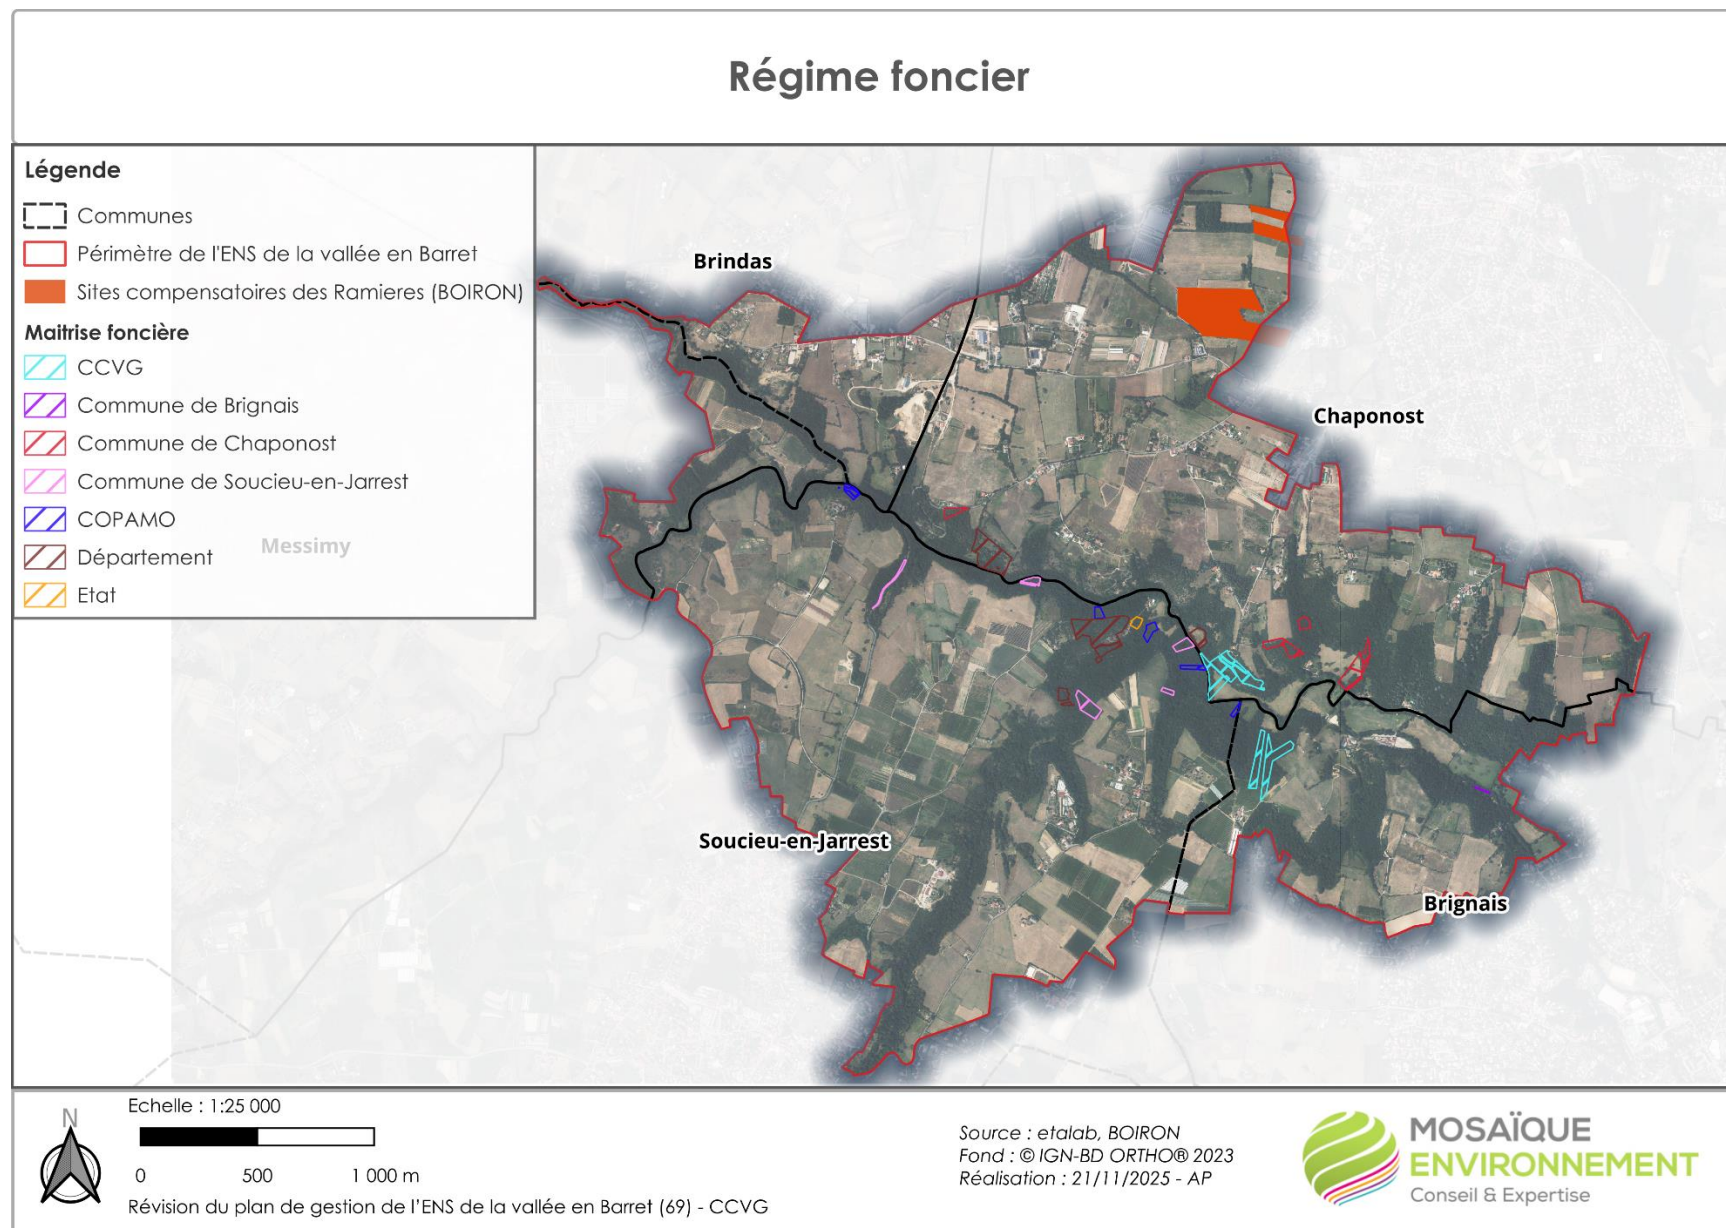 Régime foncier
Légende
Communes
Périmètre de l'ENS de la vallée en Barret
Sites compensatoires des Ramieres (BOIRON)
Maitrise foncière
CCVG
Commune de Brignais
Commune de Chaponost
Commune de Soucieu-en-Jarrest
COPAMO
Département
Etat
Messimy
Brindas
Chaponost
Soucieu-en-Jarrest
Brignais
N
Echelle : 1:25 000
0 500 1 000 m
Révision du plan de gestion de l'ENS de la vallée en Barret (69) - CCVG
Source : etalab, BOIRON
Fond : © IGN-BD ORTHO® 2023
Réalisation : 21/11/2025 - AP
MOSAÏQUE
ENVIRONNEMENT
Conseil & Expertise